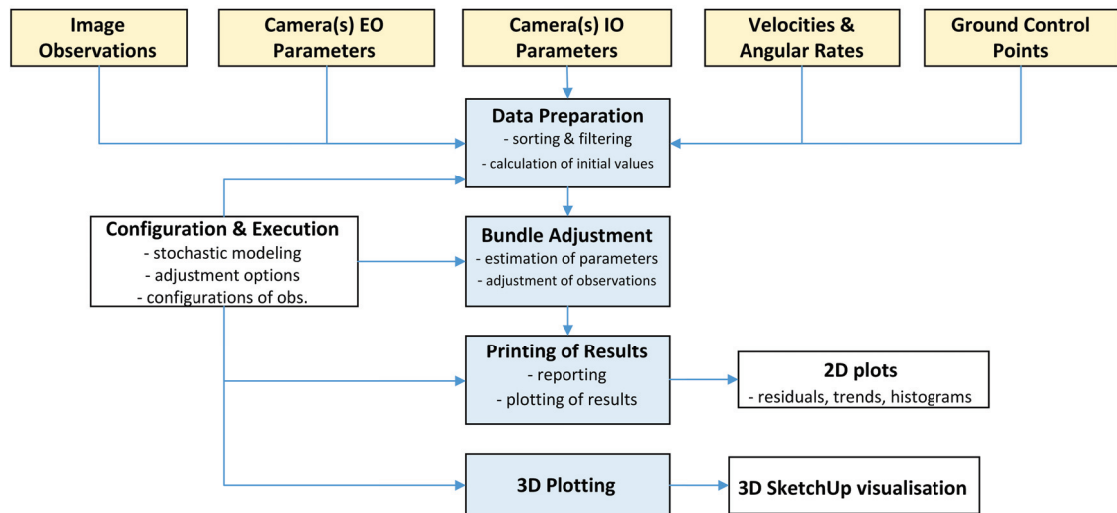 Image
Observations
Camera(s) EO
Parameters
Camera(s) IO
Parameters
Velocities &
Angular Rates
Ground Control
Points
Data Preparation
- sorting & filtering
- calculation of initial values
Configuration & Execution
- stochastic modeling
- adjustment options
- configurations of obs.
Bundle Adjustment
- estimation of parameters
- adjustment of observations
Printing of Results
- reporting
- plotting of results
2D plots
- residuals, trends, histograms
3D Plotting
3D SketchUp visualisation